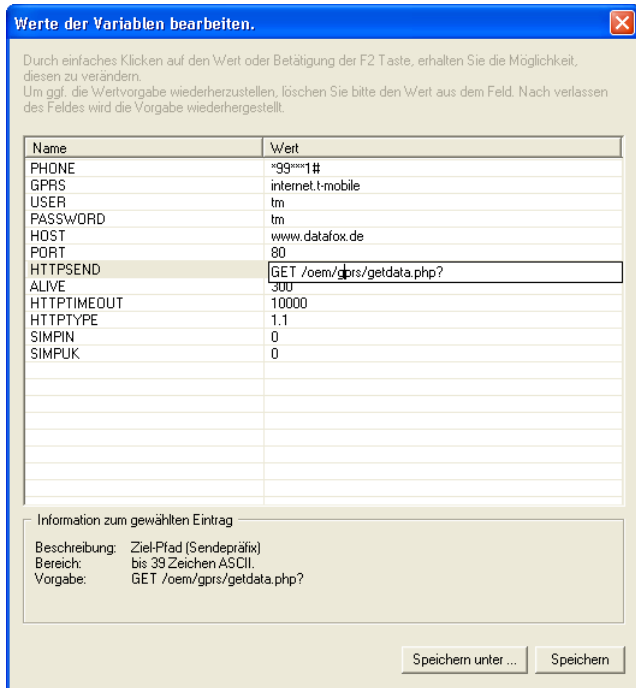 Werte der Variablen bearbeiten.
Durch einfaches Klicken auf den Wert oder Betätigung der F2 Taste, erhalten Sie die Möglichkeit,
diesen zu verändern.
Um ggf. die Wertvorgabe wiederherzustellen, löschen Sie bitte den Wert aus dem Feld. Nach verlassen
des Feldes wird die Vorgabe wiederhergestellt.
Name Wert
PHONE *99***1#
GPRS internet.t-mobile
USER tm
PASSWORD tm
HOST www.datafox.de
PORT 80
HTTPSEND GET /oem/gprs/getdata.php?
ALIVE 300
HTTPTIMEOUT 10000
HTTPTYPE 1.1
SIMPIN 0
SIMPUK 0
Information zum gewählten Eintrag
Beschreibung: Ziel-Pfad (Sendepräfix)
Bereich: bis 39 Zeichen ASCII.
Vorgabe: GET /oem/gprs/getdata.php?
Speichern unter ... Speichern